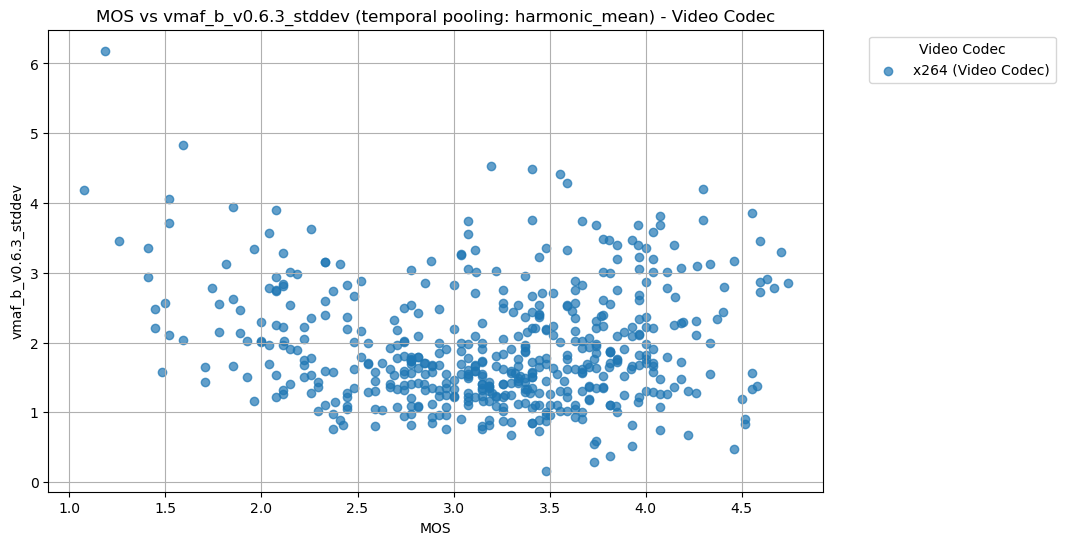 MOS vs vmaf_b_v0.6.3_stddev (temporal pooling: harmonic_mean) - Video Codec
Video Codec
x264 (Video Codec)
vmaf_b_v0.6.3_stddev
6
5
4
3
2
1
0
1.0 1.5 2.0 2.5 3.0 3.5 4.0 4.5
MOS